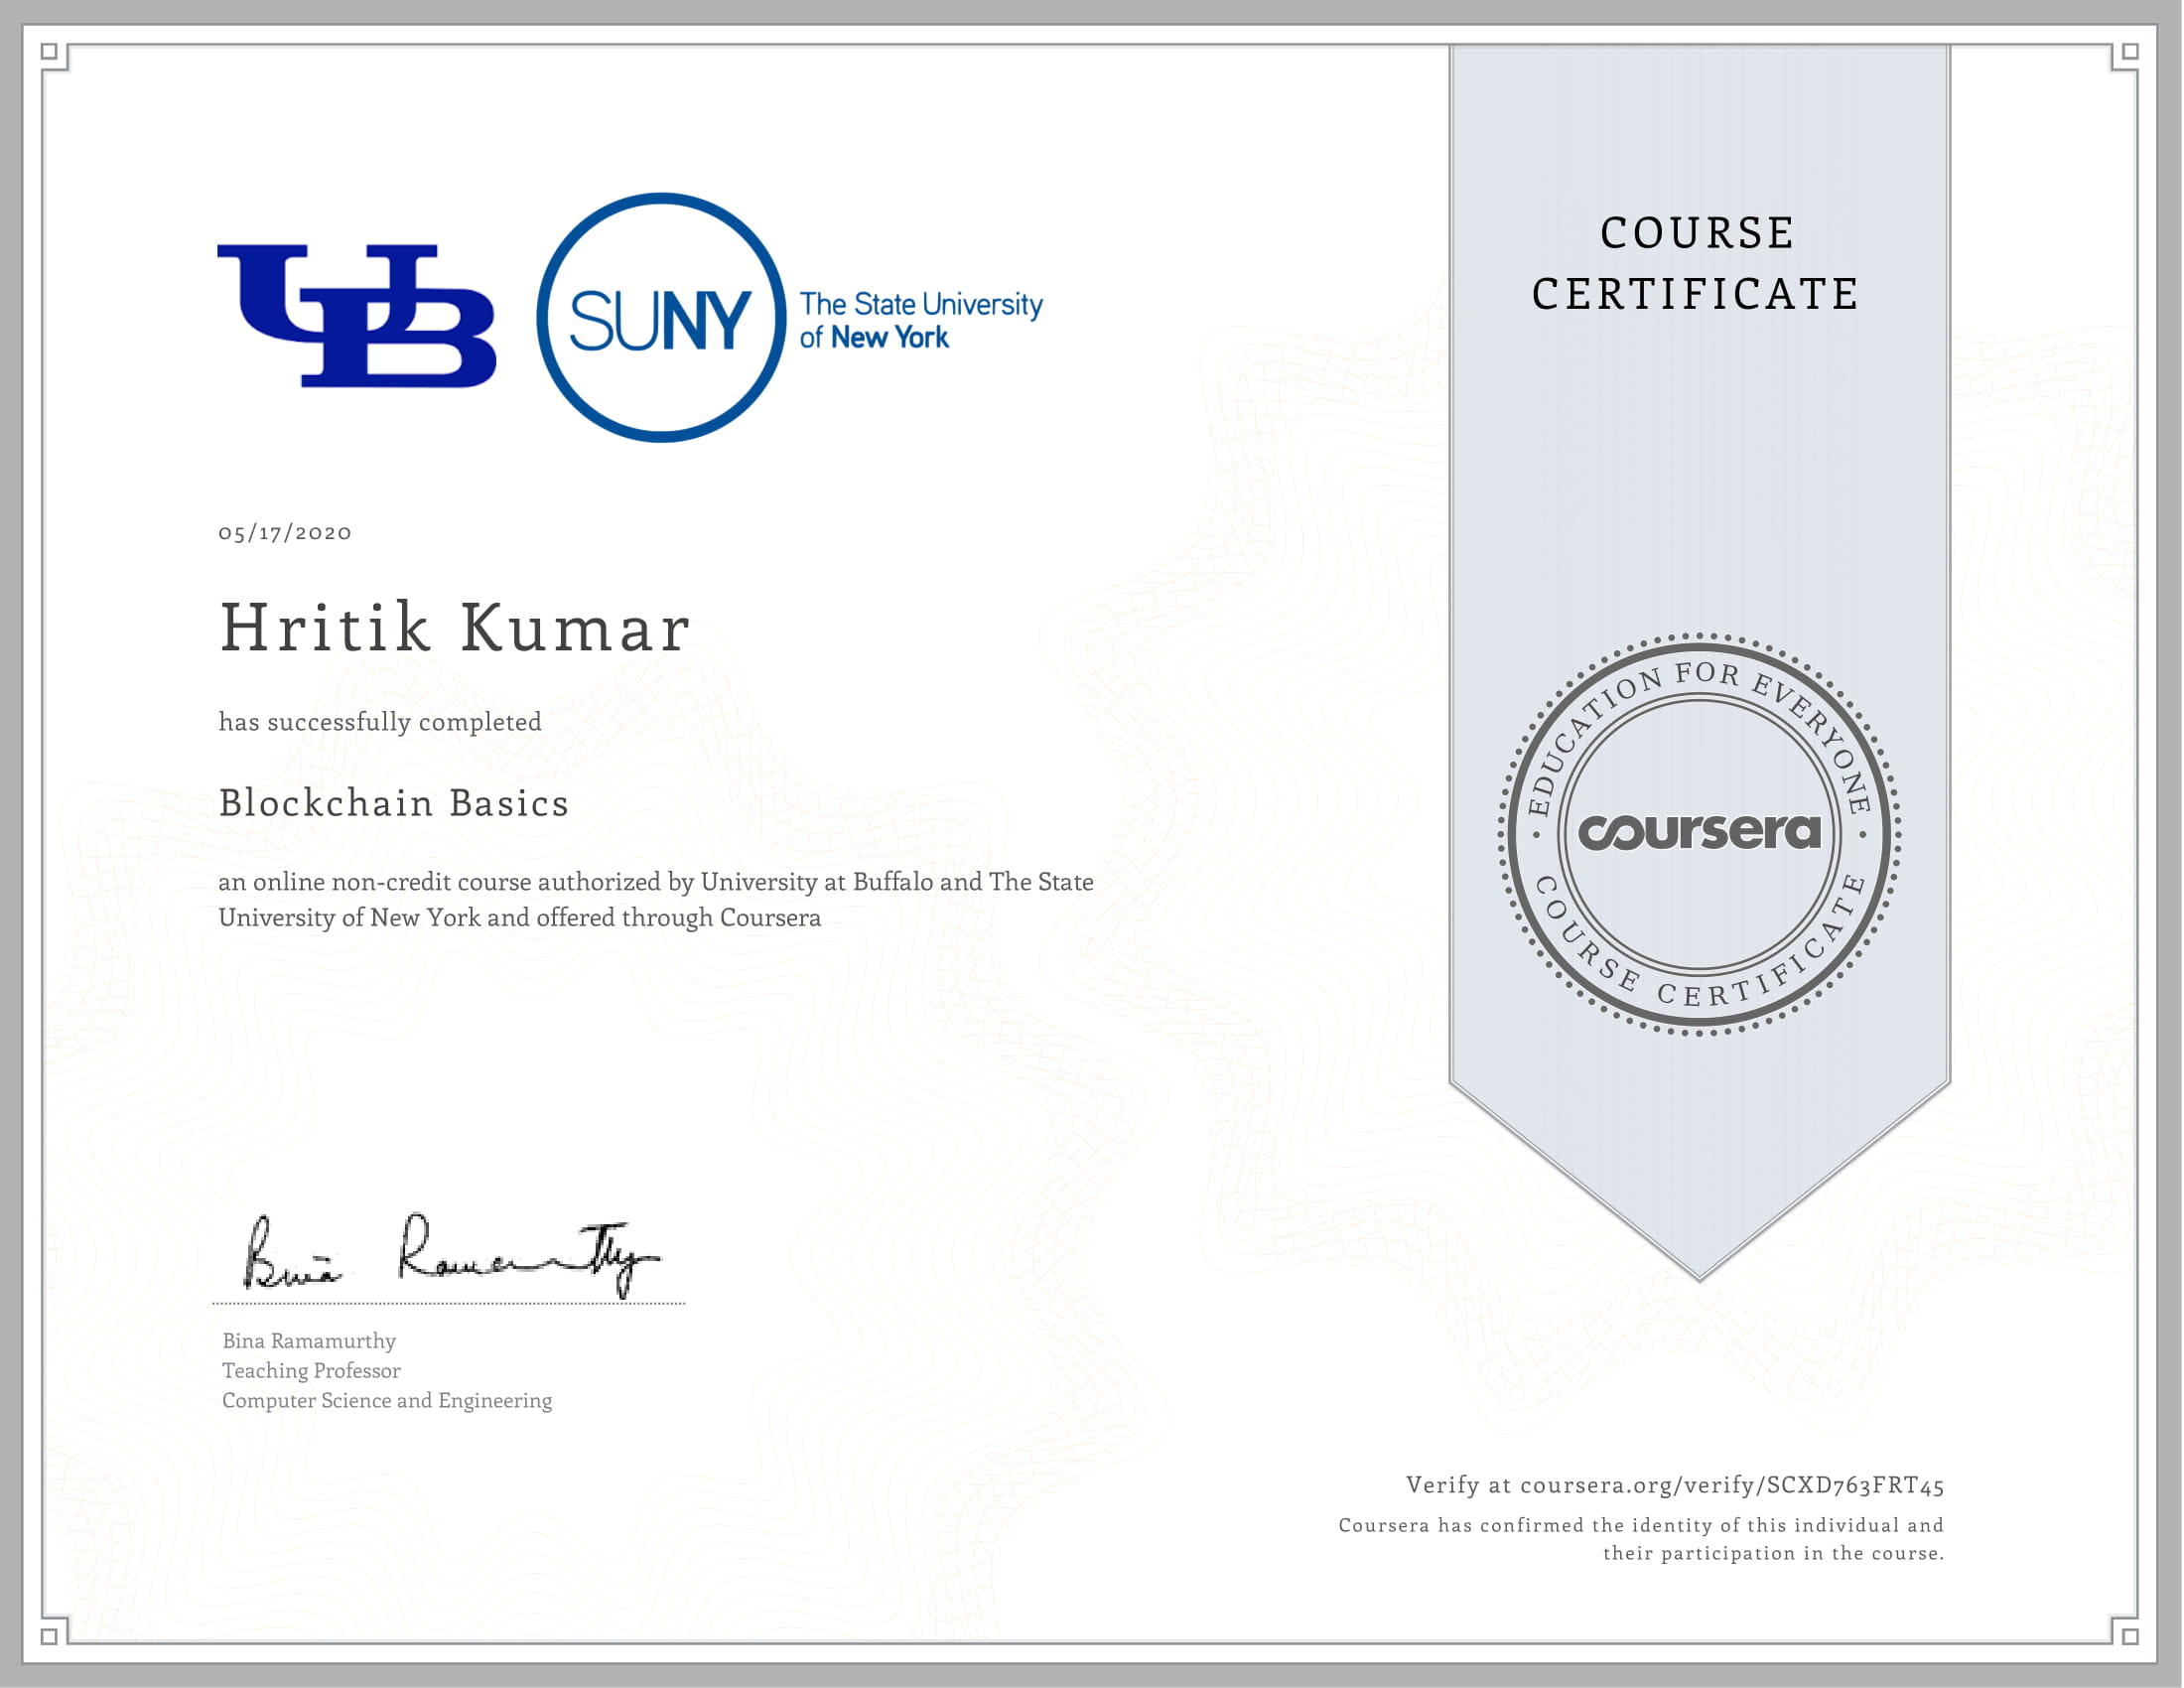 UB
SUNY
The State University
of New York
COURSE
CERTIFICATE
05/17/2020
Hritik Kumar
has successfully completed
Blockchain Basics
an online non-credit course authorized by University at Buffalo and The State
University of New York and offered through Coursera
EDUCATION FOR EVERYONE
coursera
COURSE CERTIFICATE
Bina Ramamurthy
Bina Ramamurthy
Teaching Professor
Computer Science and Engineering
Verify at coursera.org/verify/SCXD763FRT45
Coursera has confirmed the identity of this individual and
their participation in the course.